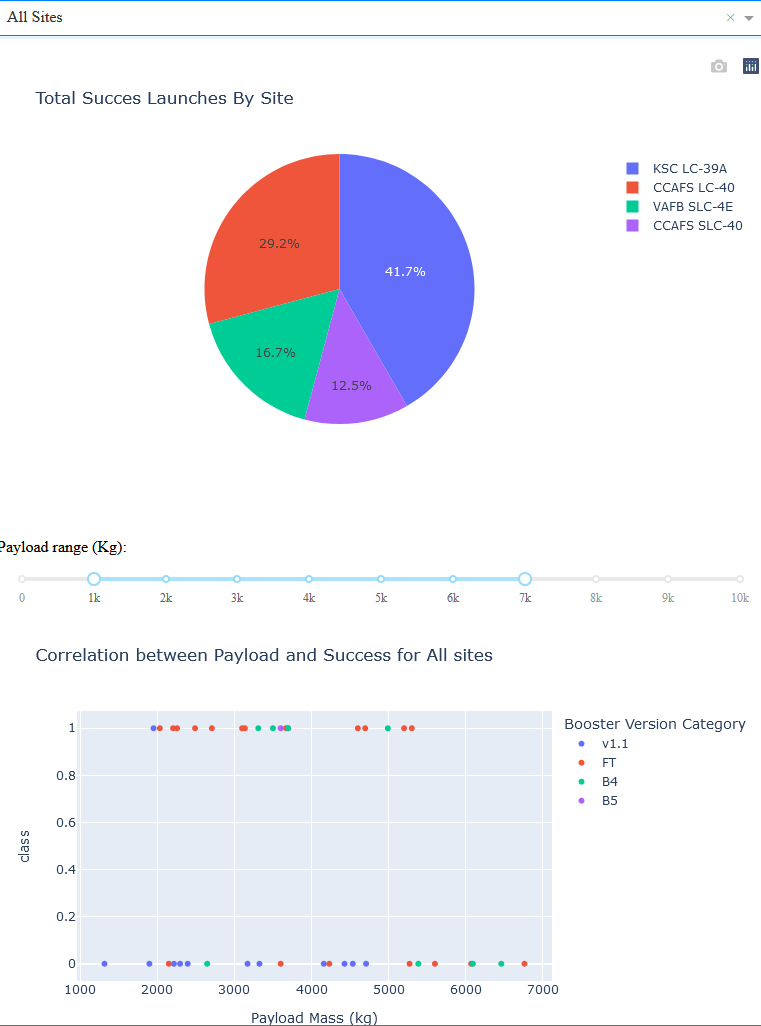 All Sites
×
Total Succes Launches By Site
KSC LC-39A
CCAFS LC-40
VAFB SLC-4E
CCAFS SLC-40
29.2%
41.7%
16.7%
12.5%
Payload range (Kg):
0 1k 2k 3k 4k 5k 6k 7k 8k 9k 10k
Correlation between Payload and Success for All sites
Booster Version Category
v1.1
FT
B4
B5
1
0.8
0.6
0.4
0.2
0
class
1000 2000 3000 4000 5000 6000 7000
Payload Mass (kg)